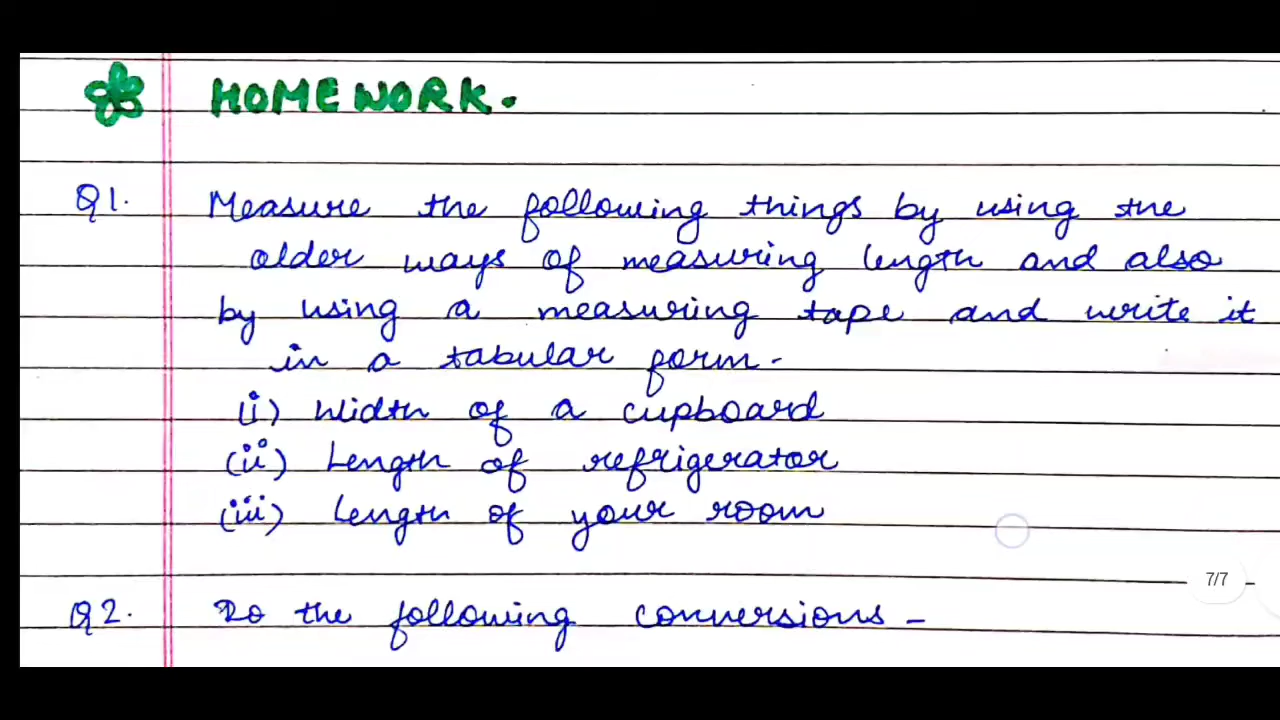 HOMEWORK.
Q1. Measure the following things by using the
older ways of measuring length and also
by using a measuring tape and write it
in a tabular form.
(i) Width of a cupboard
(ii) Length of refrigerator
(iii) Length of your room
7/7
Q2. Do the following conversions -